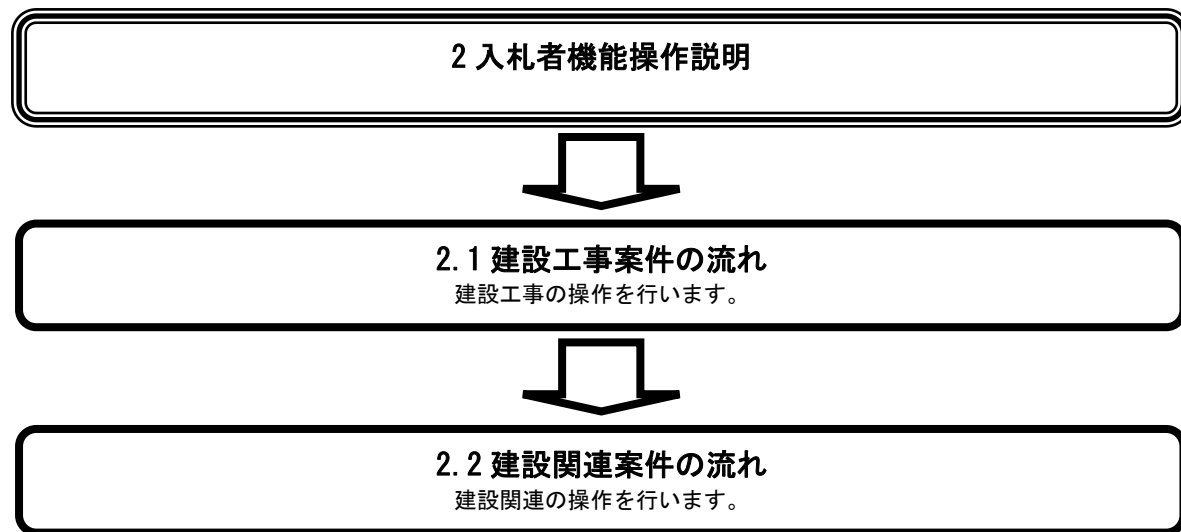 2 入札者機能操作説明
2.1 建設工事案件の流れ
建設工事の操作を行います。
2.2 建設関連案件の流れ
建設関連の操作を行います。